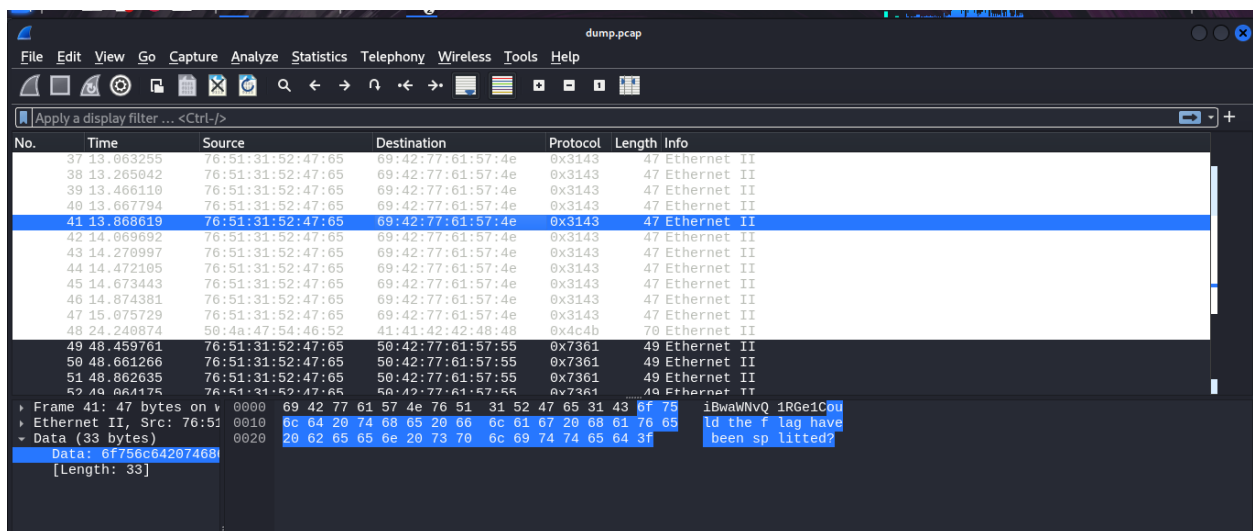 dump.pcap
File Edit View Go Capture Analyze Statistics Telephony Wireless Tools Help
Apply a display filter … <Ctrl-/>
No. Time Source Destination Protocol Length Info
37 13.063255 76:51:31:52:47:65 69:42:77:61:57:4e 0x3143 47 Ethernet II
38 13.265042 76:51:31:52:47:65 69:42:77:61:57:4e 0x3143 47 Ethernet II
39 13.466110 76:51:31:52:47:65 69:42:77:61:57:4e 0x3143 47 Ethernet II
40 13.667794 76:51:31:52:47:65 69:42:77:61:57:4e 0x3143 47 Ethernet II
41 13.868619 76:51:31:52:47:65 69:42:77:61:57:4e 0x3143 47 Ethernet II
42 14.069692 76:51:31:52:47:65 69:42:77:61:57:4e 0x3143 47 Ethernet II
43 14.270997 76:51:31:52:47:65 69:42:77:61:57:4e 0x3143 47 Ethernet II
44 14.472105 76:51:31:52:47:65 69:42:77:61:57:4e 0x3143 47 Ethernet II
45 14.673443 76:51:31:52:47:65 69:42:77:61:57:4e 0x3143 47 Ethernet II
46 14.874381 76:51:31:52:47:65 69:42:77:61:57:4e 0x3143 47 Ethernet II
47 15.075729 76:51:31:52:47:65 69:42:77:61:57:4e 0x3143 47 Ethernet II
48 24.240874 50:4a:47:54:46:52 41:41:42:42:48:48 0x4c4b 70 Ethernet II
49 48.459761 76:51:31:52:47:65 50:42:77:61:57:55 0x7361 49 Ethernet II
50 48.661266 76:51:31:52:47:65 50:42:77:61:57:55 0x7361 49 Ethernet II
51 48.862635 76:51:31:52:47:65 50:42:77:61:57:55 0x7361 49 Ethernet II
52 49.064175 76:51:31:52:47:65 50:42:77:61:57:55 0x7361 49 Ethernet II
Frame 41: 47 bytes on w 0000 69 42 77 61 57 4e 76 51 31 52 47 65 31 43 6f 75 iBwaWNvQ 1RGe1Cou
Ethernet II, Src: 76:51 0010 6c 64 20 74 68 65 20 66 6c 61 67 20 68 61 76 65 ld the f lag have
Data (33 bytes) 0020 20 62 65 65 6e 20 73 70 6c 69 74 74 65 64 3f been sp litted?
Data: 6f756c642074686
[Length: 33]